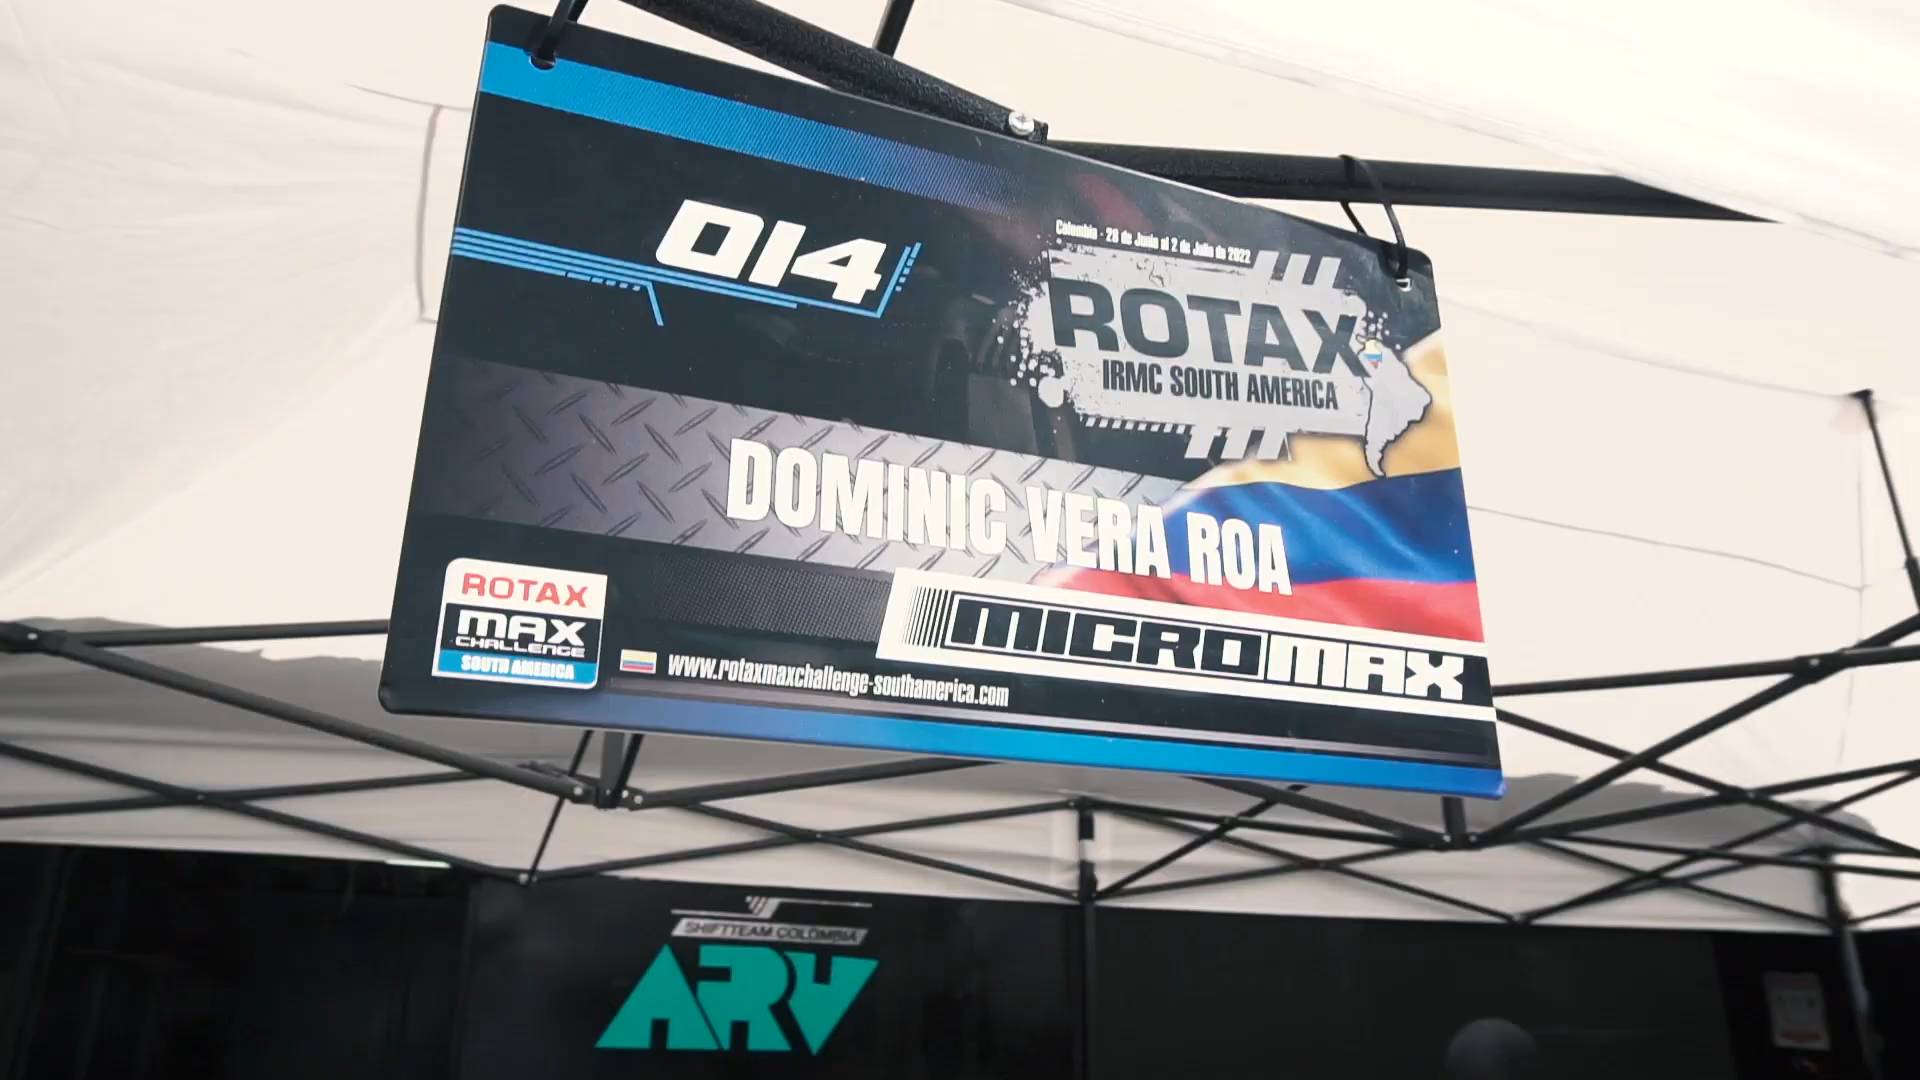 014
Colombia - 28 de Junio al 2 de Julio de 2022
ROTAX
IRMC SOUTH AMERICA
DOMINIC VERA ROA
ROTAX
MAX
CHALLENGE
SOUTH AMERICA
www.rotaxmaxchallenge-southamerica.com
MICROMAX
SHIFTTEAM COLOMBIA
ARV